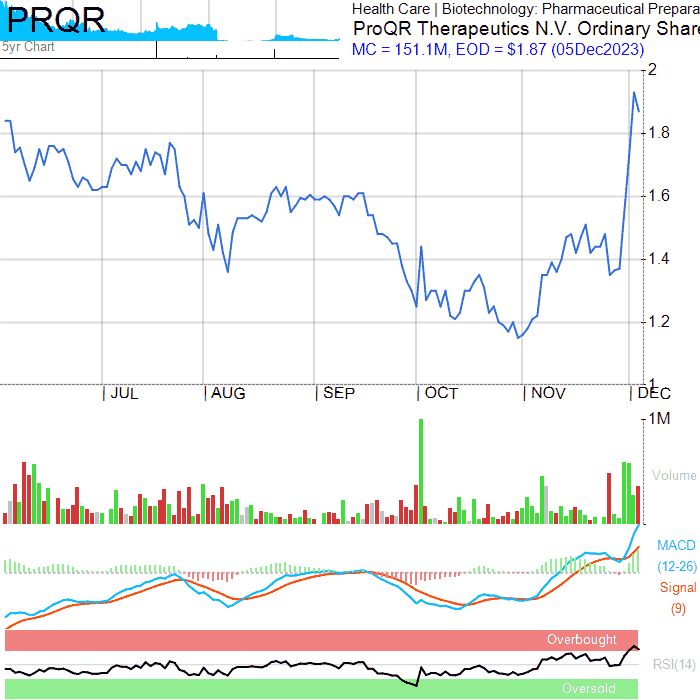 PRQR
5yr Chart
Health Care | Biotechnology: Pharmaceutical Prepara
ProQR Therapeutics N.V. Ordinary Share
MC = 151.1M, EOD = $1.87 (05Dec2023)
2
1.8
1.6
1.4
1.2
1
| JUL | AUG | SEP | OCT | NOV | DEC
1M
Volume
MACD
(12-26)
Signal
(9)
Overbought
RSI(14)
Oversold